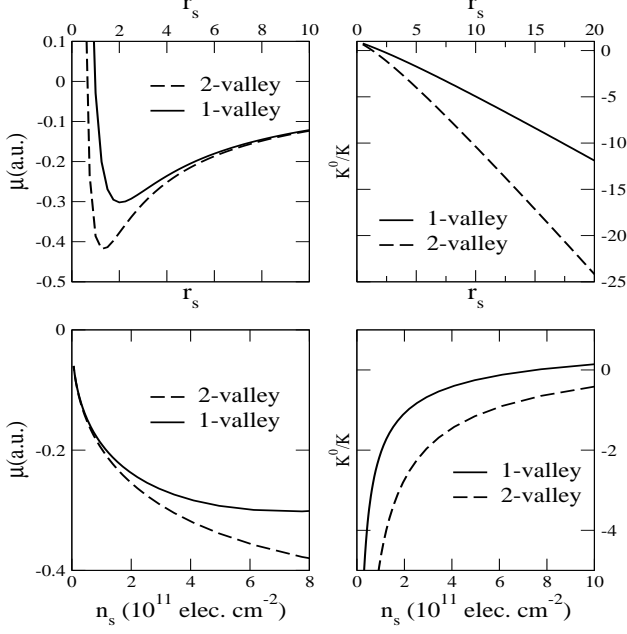 r_s
r_s
0 2 4 6 8 10
0 5 10 15 20
0.1
0
-0.1
-0.2
-0.3
-0.4
-0.5
μ(a.u.)
2-valley
1-valley
r_s
0
-5
-10
-15
-20
-25
K^0/K
1-valley
2-valley
r_s
0
-0.2
-0.4
μ(a.u.)
2-valley
1-valley
0 2 4 6 8
n_s (10^11 elec. cm^-2)
0
-2
-4
K^0/K
1-valley
2-valley
0 2 4 6 8 10
n_s (10^11 elec. cm^-2)